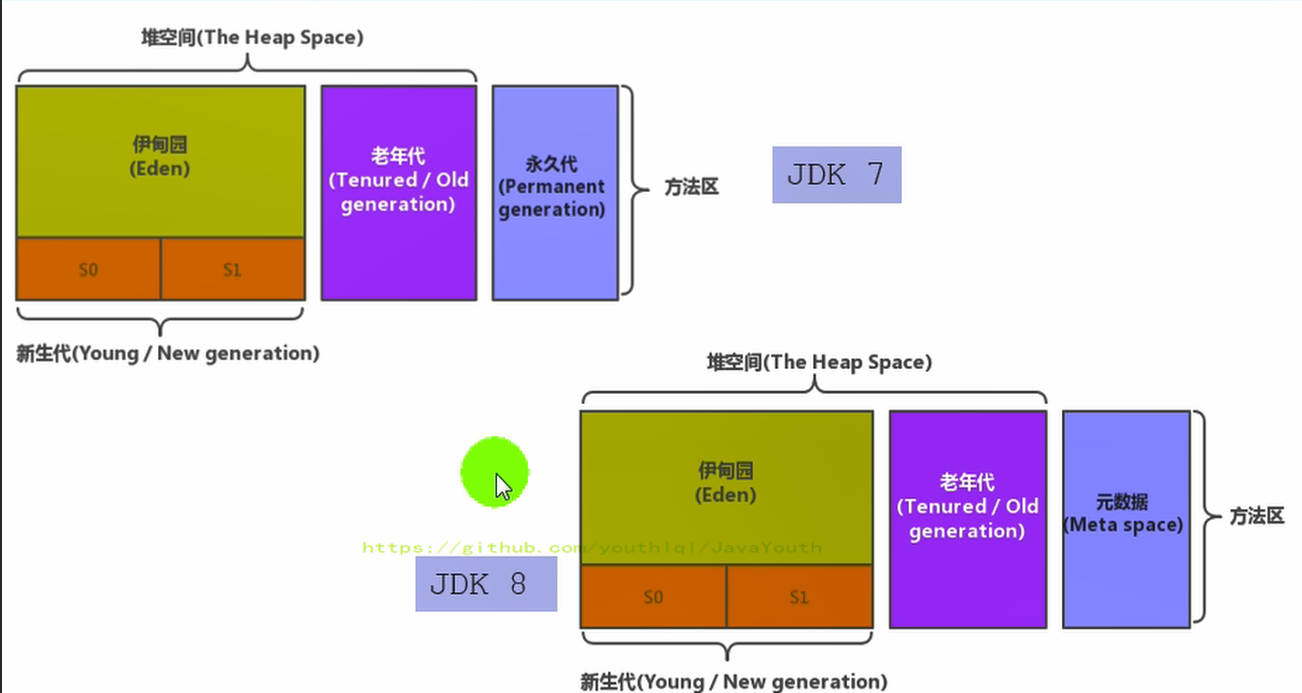 堆空间(The Heap Space)
伊甸园
(Eden)
S0
S1
老年代
(Tenured / Old
generation)
永久代
(Permanent
generation)
方法区
JDK 7
新生代(Young / New generation)
堆空间(The Heap Space)
伊甸园
(Eden)
S0
S1
老年代
(Tenured / Old
generation)
元数据
(Meta space)
方法区
https://github.com/youthlql/JavaYouth
JDK 8
新生代(Young / New generation)